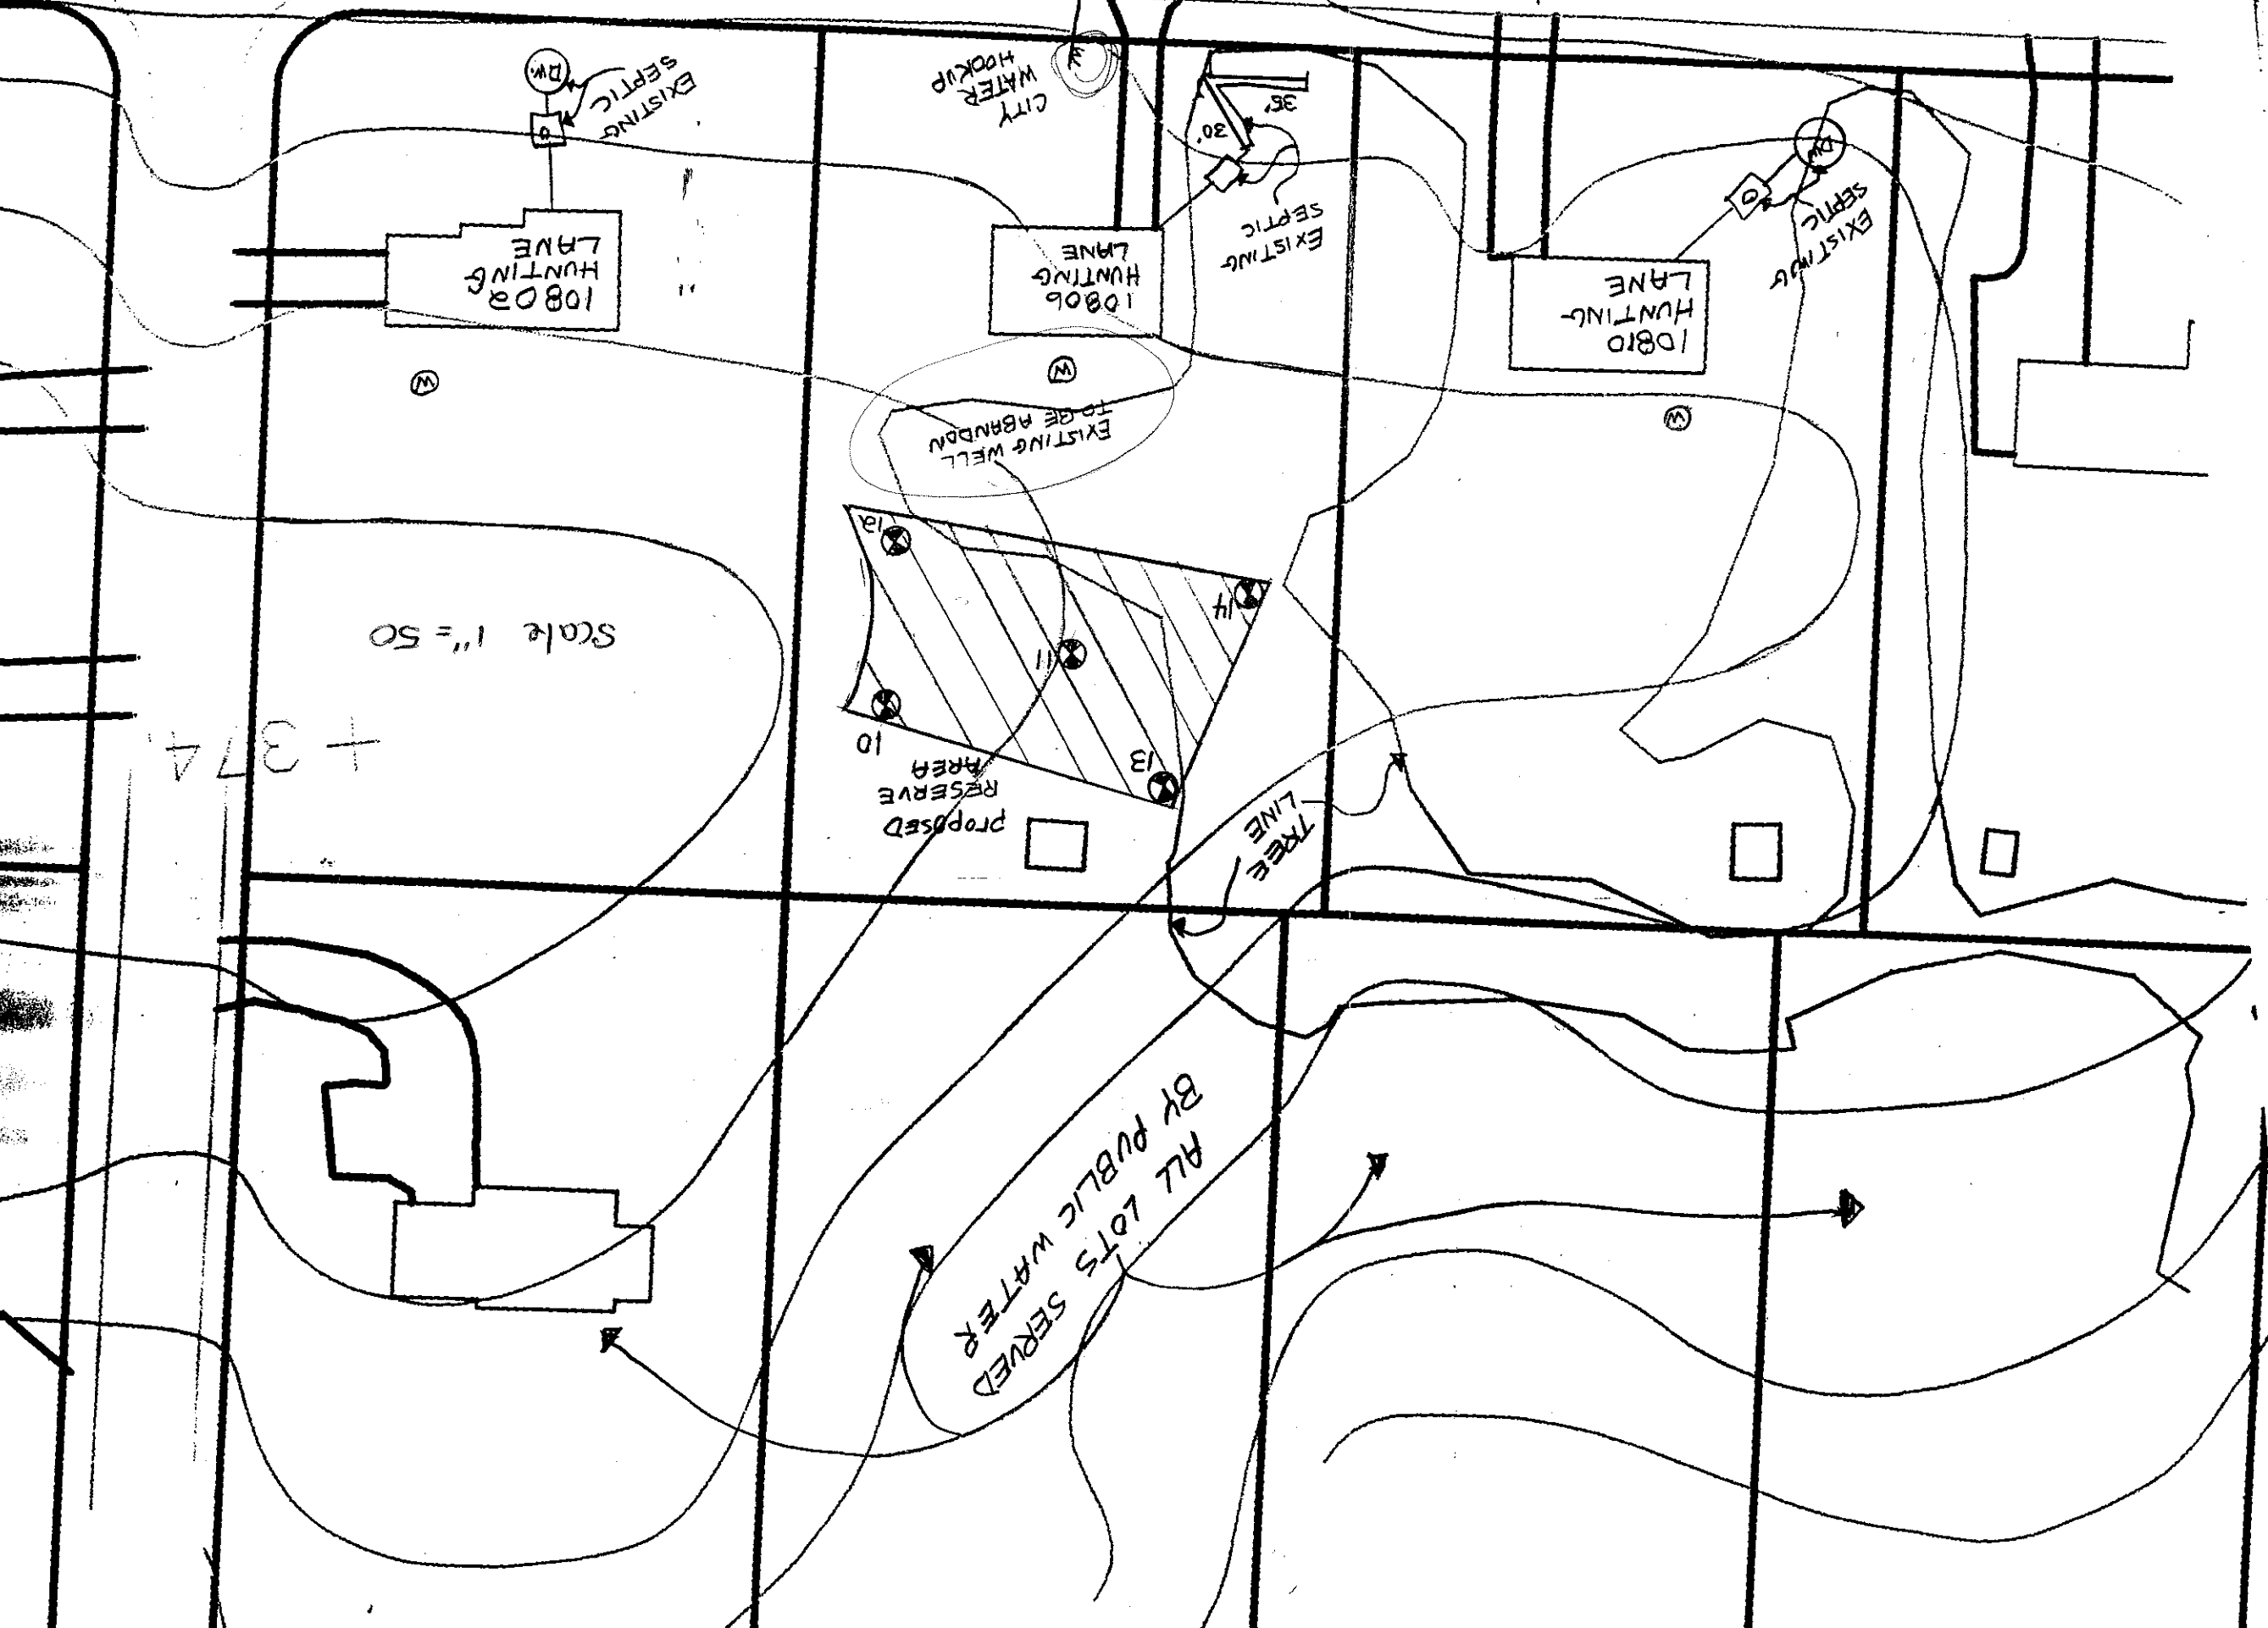 ALL LOTS SERVED
BY PUBLIC WATTER
TREE
LINE
PROPOSED
RESERVE
AREA
13
10
11
14
12
+ 374.
Scale 1"=50
EXISTING WELL
TO BE ABANDON
W
W
W
10810
HUNTING
LANE
10806
HUNTING
LANE
10802
HUNTING
LANE
EXISTING
SEPTIC
DW.
EXISTING
SEPTIC
30'
35'
CITY
WATER
HOOKUP
EXISTING
SEPTIC
DW.